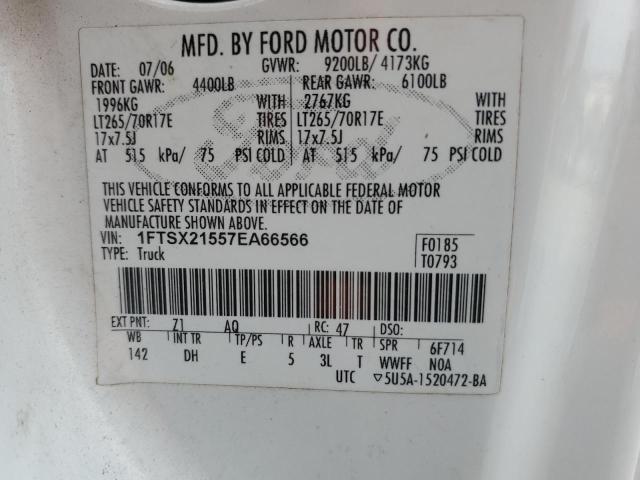 MFD. BY FORD MOTOR CO.
DATE: 07/06 GVWR: 9200LB/ 4173KG
FRONT GAWR: 4400LB REAR GAWR: 6100LB
1996KG WITH 2767KG WITH
LT265/70R17E TIRES LT265/70R17E TIRES
17x7.5J RIMS 17x7.5J RIMS
AT 515 kPa/ 75 PSI COLD AT 515 kPa/ 75 PSI COLD
THIS VEHICLE CONFORMS TO ALL APPLICABLE FEDERAL MOTOR
VEHICLE SAFETY STANDARDS IN EFFECT ON THE DATE OF
MANUFACTURE SHOWN ABOVE.
VIN: 1FTSX21557EA66566 F0185
TYPE: Truck T0793
EXT PNT: Z1 AQ RC: 47 DSO:
WB INT TR TP/PS R AXLE TR SPR 6F714
142 DH E 5 3L T WWFF NOA
UTC ▽5U5A-1520472-BA